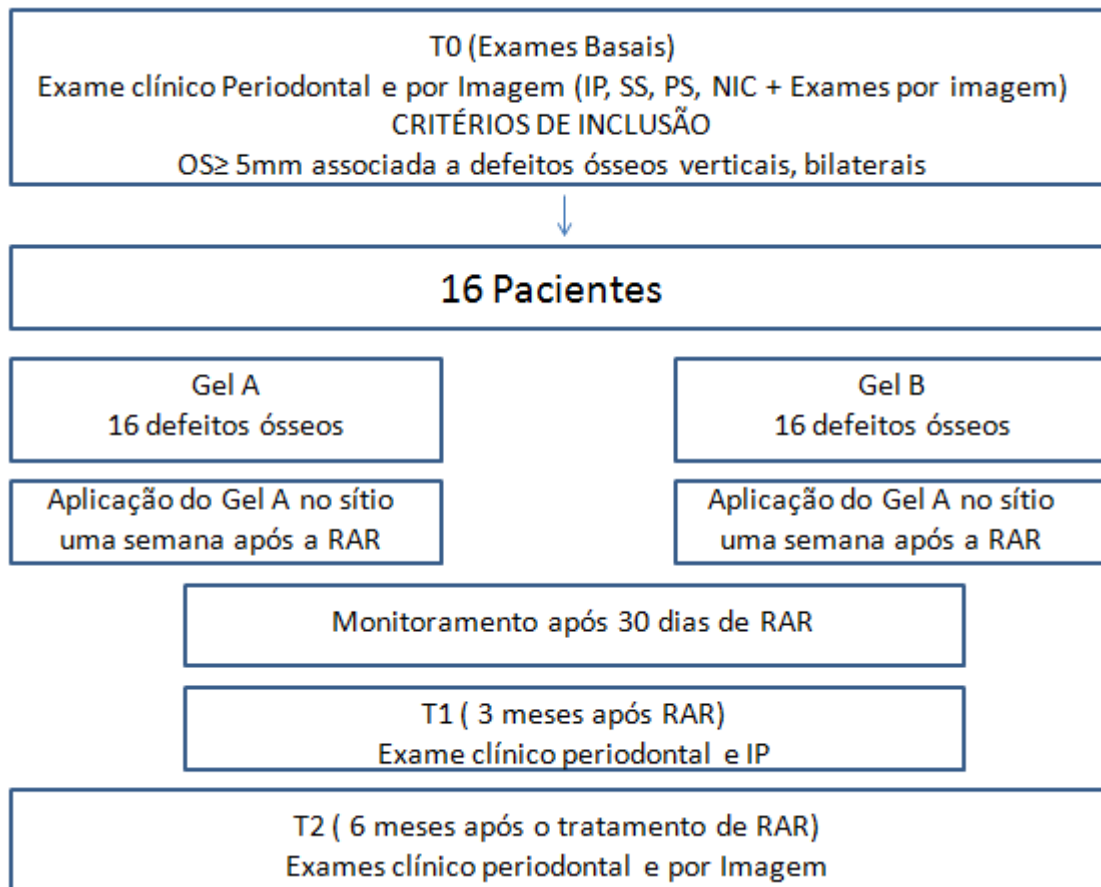 T0 (Exames Basais)
Exame clínico Periodontal e por Imagem (IP, SS, PS, NIC + Exames por imagem)
CRITÉRIOS DE INCLUSÃO
OS≥ 5mm associada a defeitos ósseos verticais, bilaterais
16 Pacientes
Gel A
16 defeitos ósseos
Gel B
16 defeitos ósseos
Aplicação do Gel A no sítio
uma semana após a RAR
Aplicação do Gel A no sítio
uma semana após a RAR
Monitoramento após 30 dias de RAR
T1 ( 3 meses após RAR)
Exame clínico periodontal e IP
T2 ( 6 meses após o tratamento de RAR)
Exames clínico periodontal e por Imagem